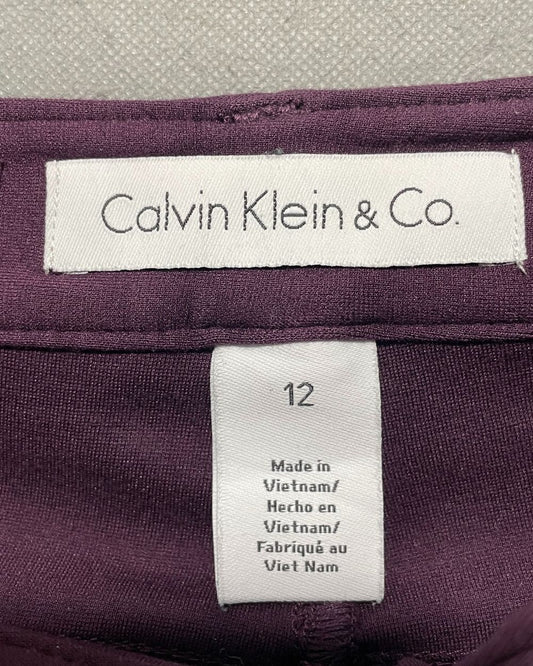 Calvin Klein & Co.
12
Made in
Vietnam/
Hecho en
Vietnam/
Fabriqué au
Viet Nam